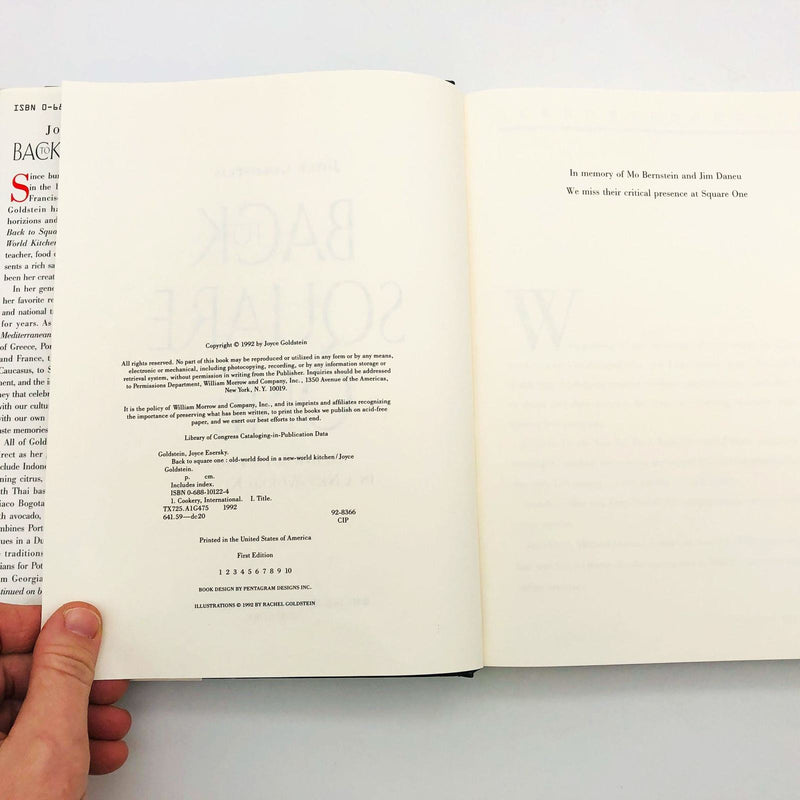 ISBN 0-68
Jo
BACK TO
Since bu
in the
Francis
Goldstein ha
horizions and
Back to Squa
World Kitche
teacher, food
sents a rich sa
been her creat
In her gene
her favorite re
and national t
for years. As
Mediterranean
of Greece, Por
and France, t
Caucasus, to S
ment, and the i
hey that celebr
with our cultu
with our own
aste memories
All of Gold
irect as her
clude Indone
ning citrus,
th Thai bas
iaco Bogota
h avocado,
mbines Port
ues in a Du
traditions
ians for Pot
m Georgia
tinued on b
Copyright © 1992 by Joyce Goldstein
All rights reserved. No part of this book may be reproduced or utilized in any form or by any means,
electronic or mechanical, including photocopying, recording, or by any information storage or
retrieval system, without permission in writing from the Publisher. Inquiries should be addressed
to Permissions Department, William Morrow and Company, Inc., 1350 Avenue of the Americas,
New York, N.Y. 10019.
It is the policy of William Morrow and Company, Inc., and its imprints and affiliates recognizing
the importance of preserving what has been written, to print the books we publish on acid-free
paper, and we exert our best efforts to that end.
Library of Congress Cataloging-in-Publication Data
Goldstein, Joyce Esersky.
Back to square one : old-world food in a new-world kitchen / Joyce
Goldstein.
p. cm.
Includes index.
ISBN 0-688-10122-4
1. Cookery, International. I. Title.
TX725.A1G475 1992
641.59—dc20 92-8366
CIP
Printed in the United States of America
First Edition
1 2 3 4 5 6 7 8 9 10
BOOK DESIGN BY PENTAGRAM DESIGNS INC.
ILLUSTRATIONS © 1992 BY RACHEL GOLDSTEIN
In memory of Mo Bernstein and Jim Daneu
We miss their critical presence at Square One